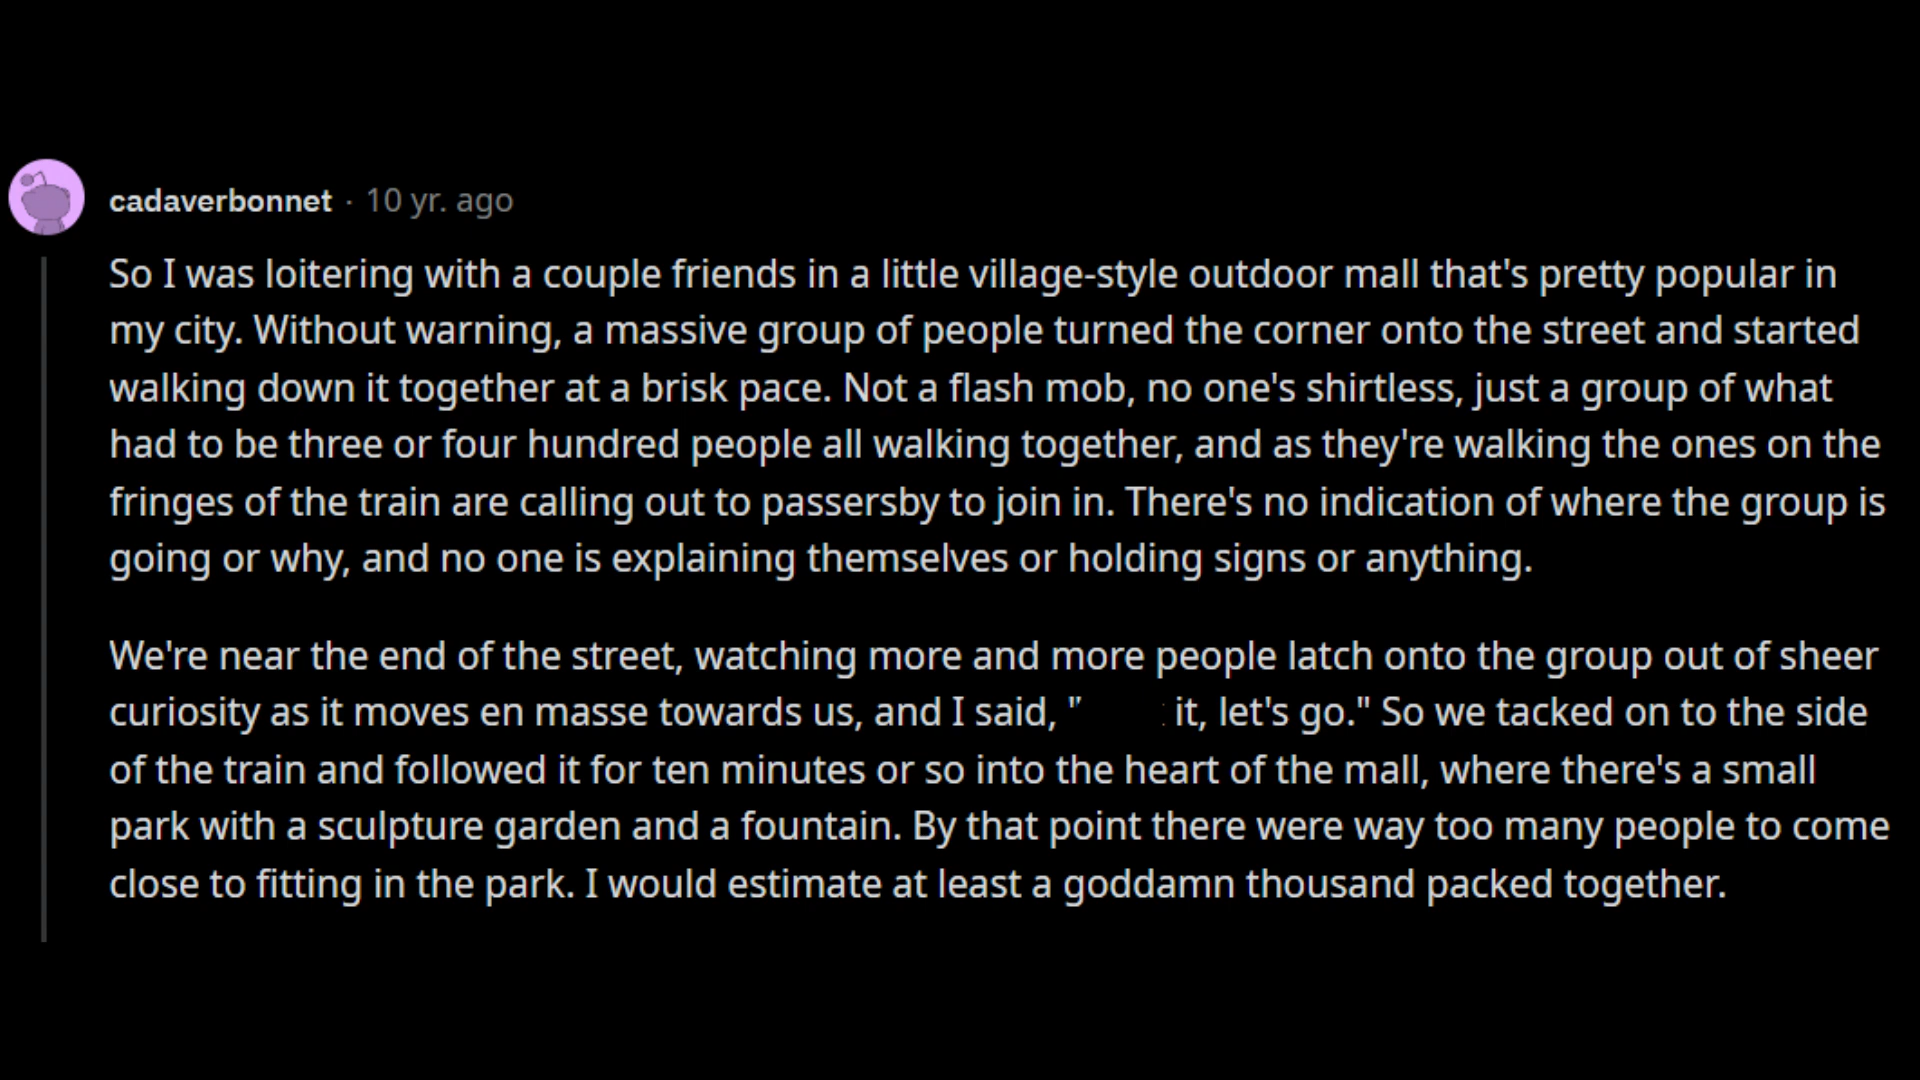 cadaverbonnet · 10 yr. ago
So I was loitering with a couple friends in a little village-style outdoor mall that's pretty popular in
my city. Without warning, a massive group of people turned the corner onto the street and started
walking down it together at a brisk pace. Not a flash mob, no one's shirtless, just a group of what
had to be three or four hundred people all walking together, and as they're walking the ones on the
fringes of the train are calling out to passersby to join in. There's no indication of where the group is
going or why, and no one is explaining themselves or holding signs or anything.
We're near the end of the street, watching more and more people latch onto the group out of sheer
curiosity as it moves en masse towards us, and I said, " it, let's go." So we tacked on to the side
of the train and followed it for ten minutes or so into the heart of the mall, where there's a small
park with a sculpture garden and a fountain. By that point there were way too many people to come
close to fitting in the park. I would estimate at least a goddamn thousand packed together.